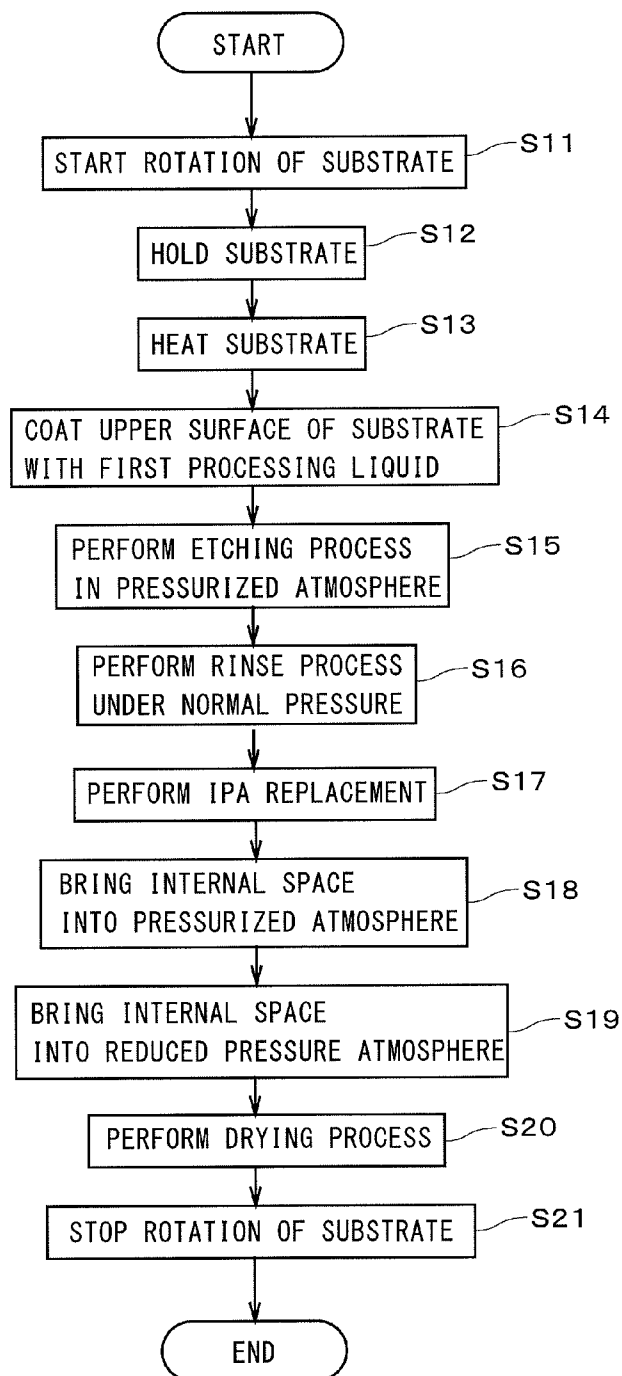 START
START ROTATION OF SUBSTRATE
S11
HOLD SUBSTRATE
S12
HEAT SUBSTRATE
S13
COAT UPPER SURFACE OF SUBSTRATE
WITH FIRST PROCESSING LIQUID
S14
PERFORM ETCHING PROCESS
IN PRESSURIZED ATMOSPHERE
S15
PERFORM RINSE PROCESS
UNDER NORMAL PRESSURE
S16
PERFORM IPA REPLACEMENT
S17
BRING INTERNAL SPACE
INTO PRESSURIZED ATMOSPHERE
S18
BRING INTERNAL SPACE
INTO REDUCED PRESSURE ATMOSPHERE
S19
PERFORM DRYING PROCESS
S20
STOP ROTATION OF SUBSTRATE
S21
END